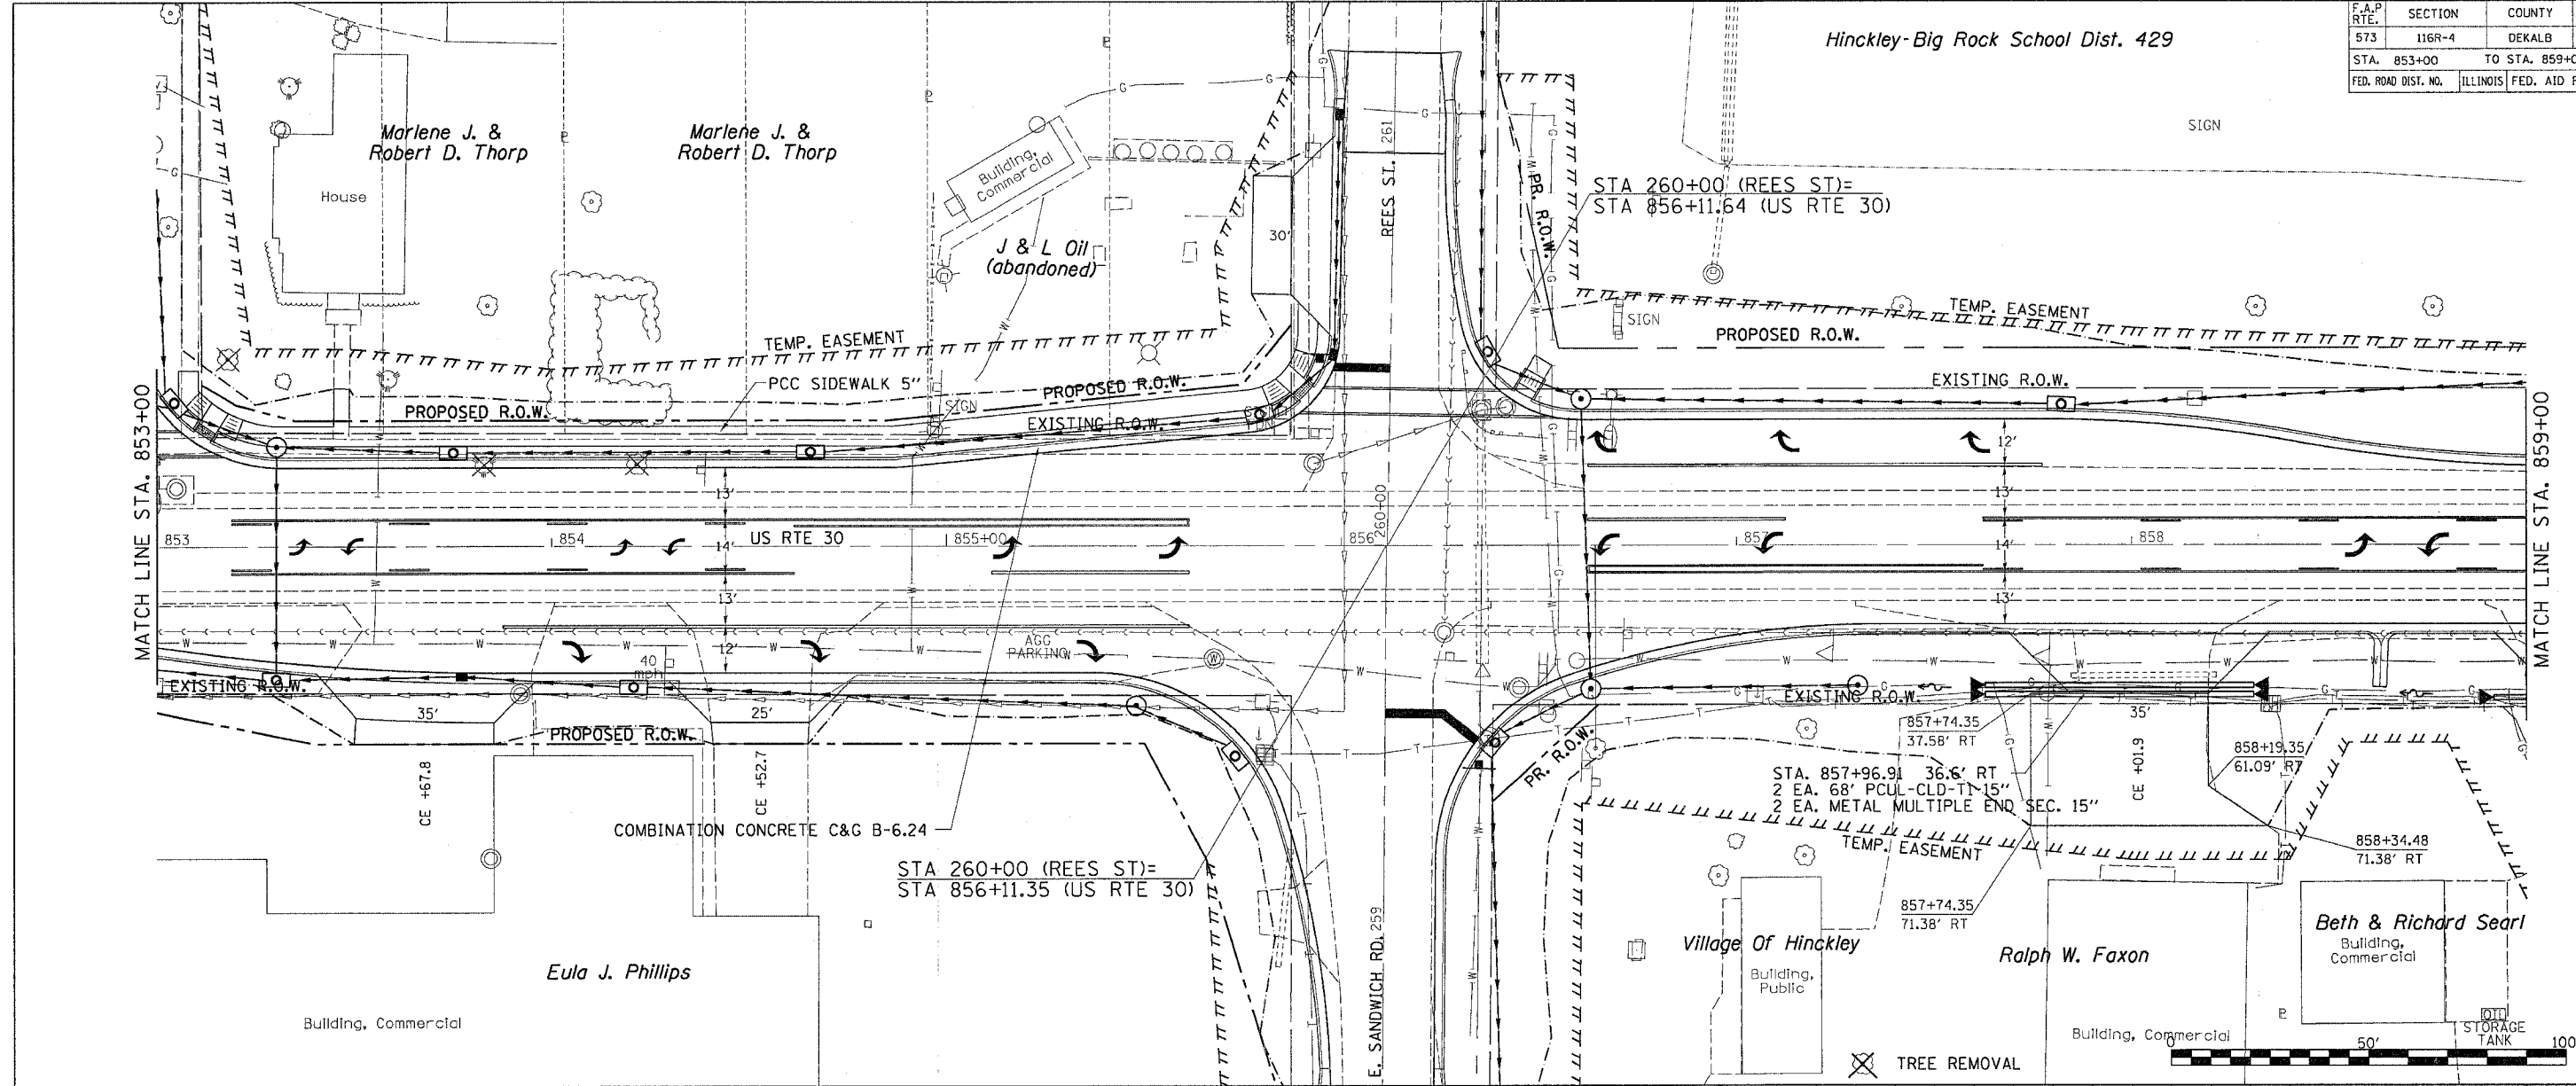 F.A.P. RTE. SECTION COUNTY
573 116R-4 DEKALB
STA. 853+00 TO STA.
FED. ROAD DIST. NO. ILLINOIS FED. AID
Hinckley-Big Rock School Dist. 429
SIGN
Marlene J. &
Robert D. Thorp
Marlene J. &
Robert D. Thorp
House
Building,
Commercial
J & L Oil
(abandoned)
30'
REES ST. 261
PR. R.O.W.
STA 260+00 (REES ST)=
STA 856+11.64 (US RTE 30)
TEMP. EASEMENT
SIGN
TEMP. EASEMENT
PROPOSED R.O.W.
PCC SIDEWALK 5"
PROPOSED R.O.W.
PROPOSED R.O.W.
SIGN
EXISTING R.O.W.
EXISTING R.O.W.
MATCH LINE STA. 853+00
MATCH LINE STA. 859+00
12'
13'
13'
853
854
14'
US RTE 30
855+00
856
260+00
857
14'
858
13'
13'
AGG
PARKING
12'
40
mph
EXISTING R.O.W.
EXISTING R.O.W.
35'
25'
PROPOSED R.O.W.
CE +67.8
CE +52.7
PR. R.O.W.
857+74.35
37.58' RT
35'
CE +01.9
858+19.35
61.09' RT
STA. 857+96.91 36.6' RT
2 EA. 68' PCUL-CLD-T1-15"
2 EA. METAL MULTIPLE END SEC. 15"
COMBINATION CONCRETE C&G B-6.24
TEMP. EASEMENT
858+34.48
71.38' RT
STA 260+00 (REES ST)=
STA 856+11.35 (US RTE 30)
857+74.35
71.38' RT
E. SANDWICH RD. 259
Eula J. Phillips
Building, Commercial
Village Of Hinckley
Building,
Public
Ralph W. Faxon
Building, Commercial
Beth & Richard Searl
Building,
Commercial
OIL
STORAGE
TANK
TREE REMOVAL
0 50' 100